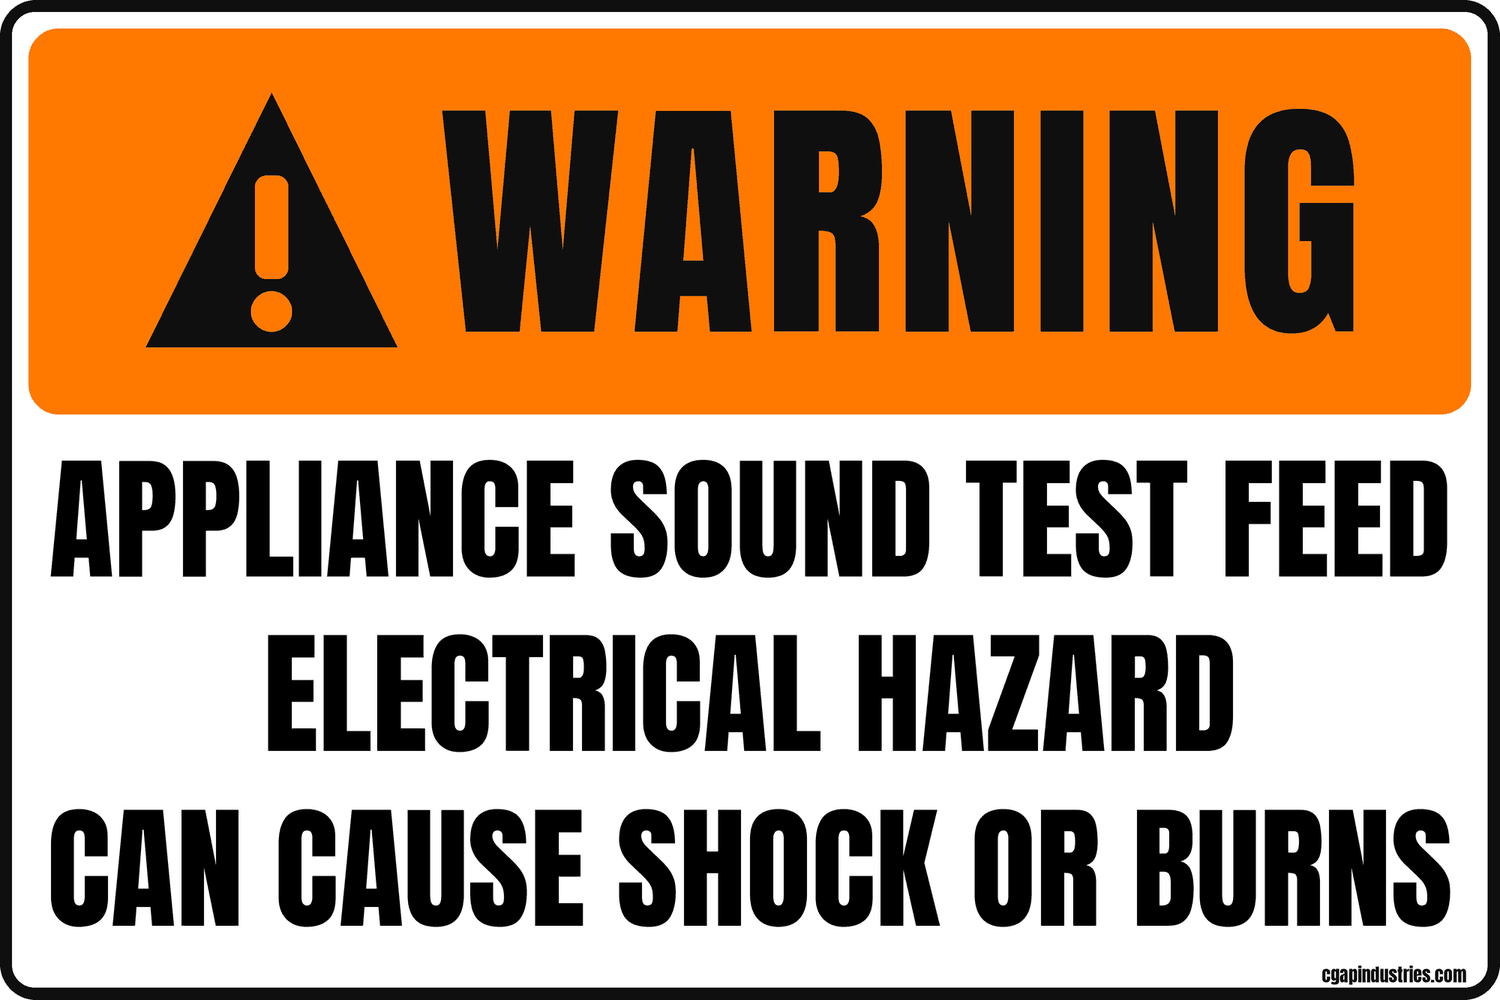 WARNING
APPLIANCE SOUND TEST FEED
ELECTRICAL HAZARD
CAN CAUSE SHOCK OR BURNS
cgapindustries.com